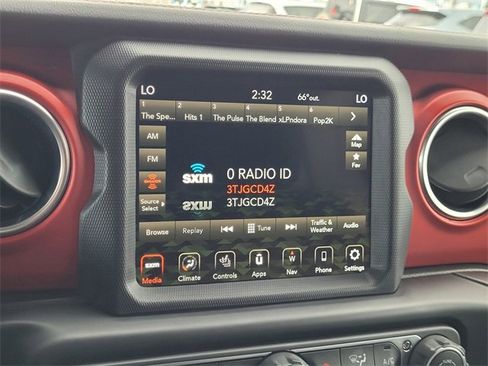 LO 2:32 66°out. LO
1 2 3 4 5 6
The Spe... Hits 1 The Pulse The Blend xLPndora Pop2K
AM
Map
FM
Fav
sxm 0 RADIO ID
3TJGCD4Z
3TJGCD4Z
Source
Select
Browse Replay Tune Traffic & Weather Audio
Media Climate Controls Apps Nav Phone Settings
A/C